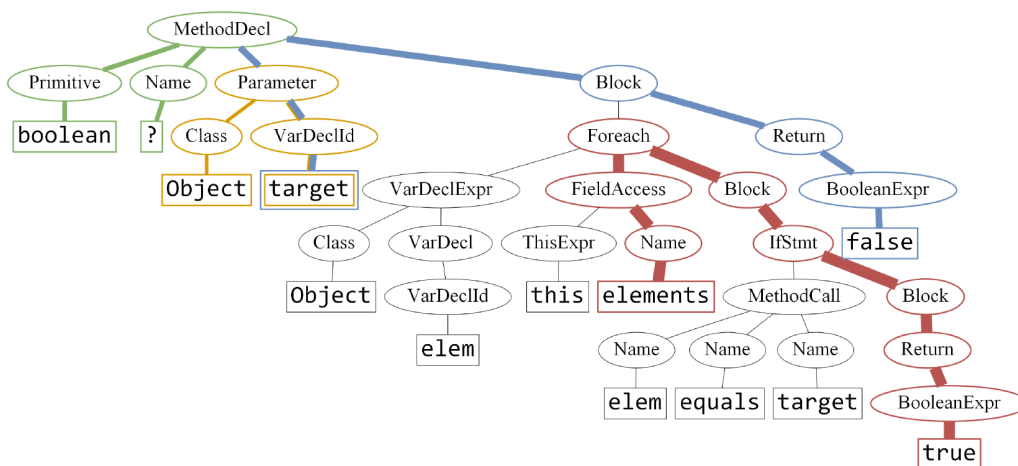 MethodDecl
Primitive Name Parameter Block
boolean ? Class VarDeclId Foreach Return
Object target VarDeclExpr FieldAccess Block BooleanExpr
Class VarDecl ThisExpr Name IfStmt false
Object VarDeclId this elements MethodCall Block
elem Name Name Name Return
elem equals target BooleanExpr
true